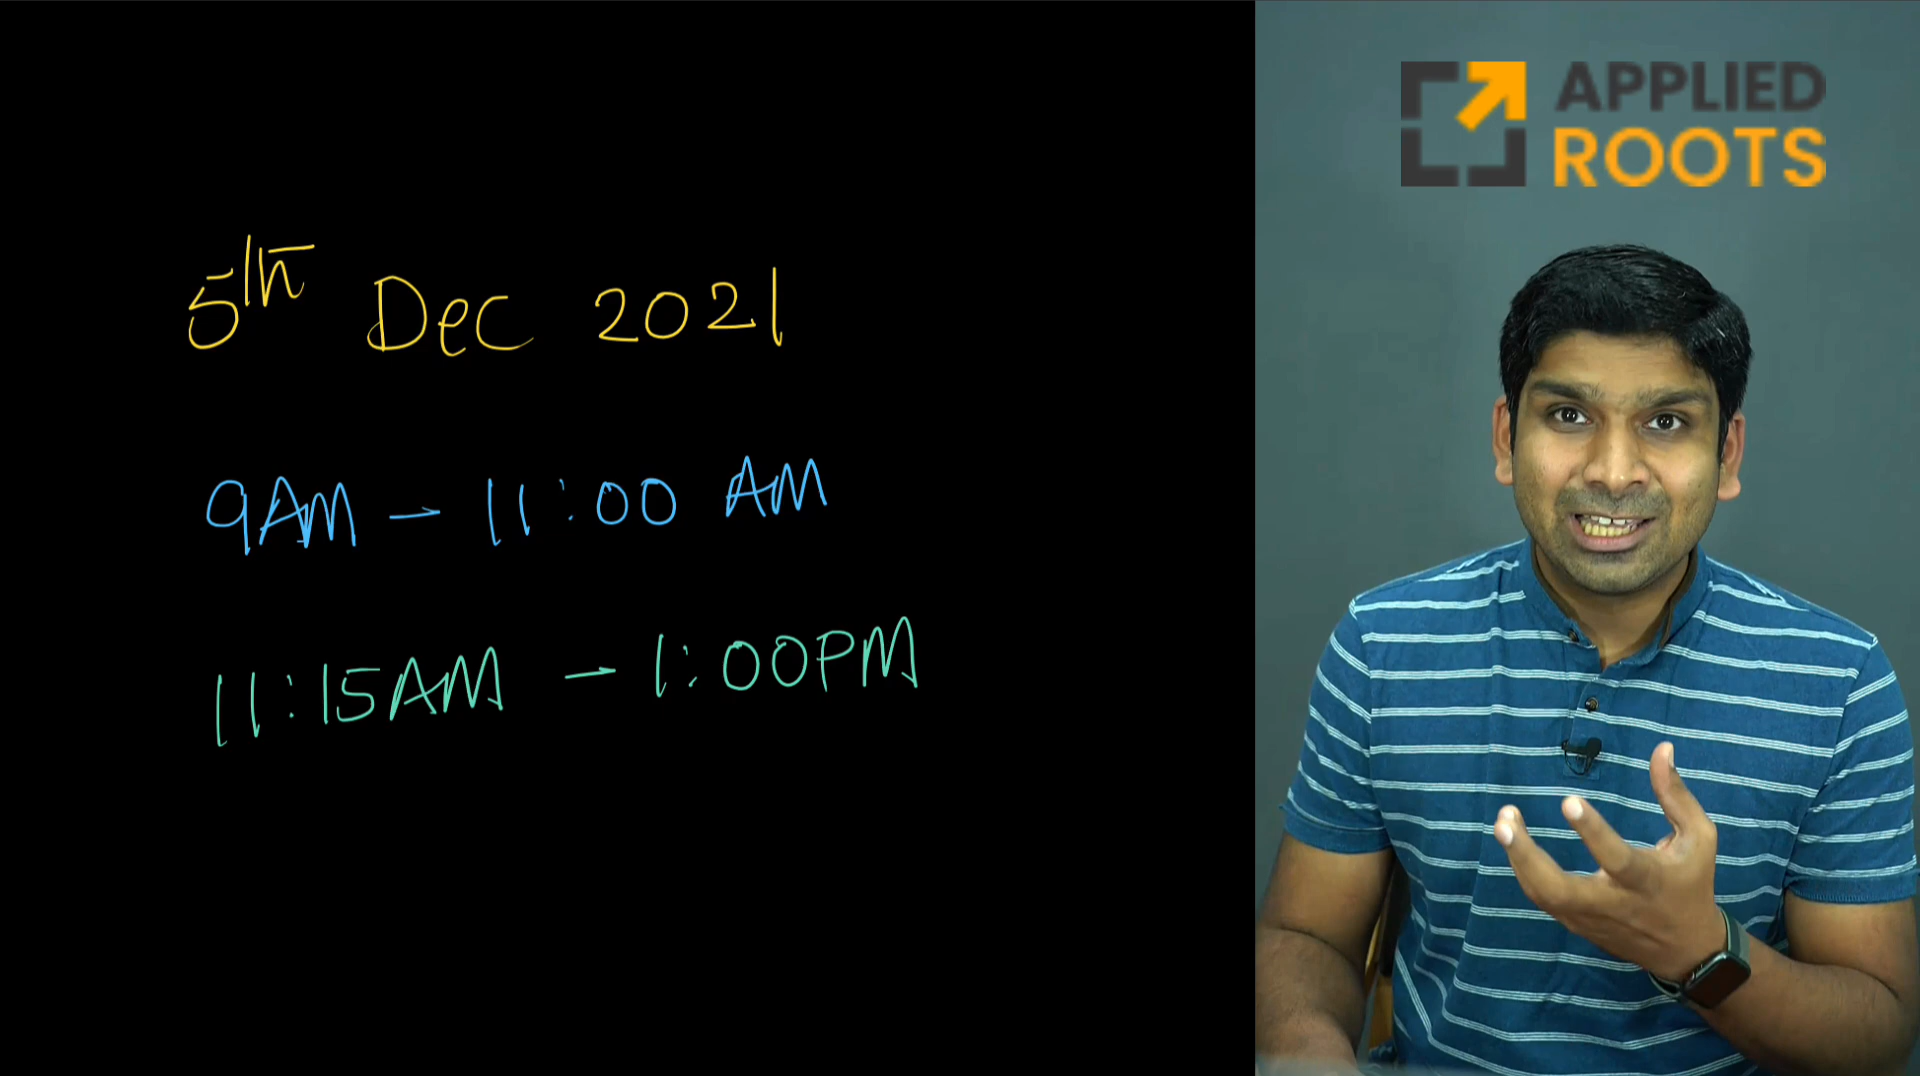 APPLIED
ROOTS
5th Dec 2021
9AM - 11:00 AM
11:15AM - 1:00PM